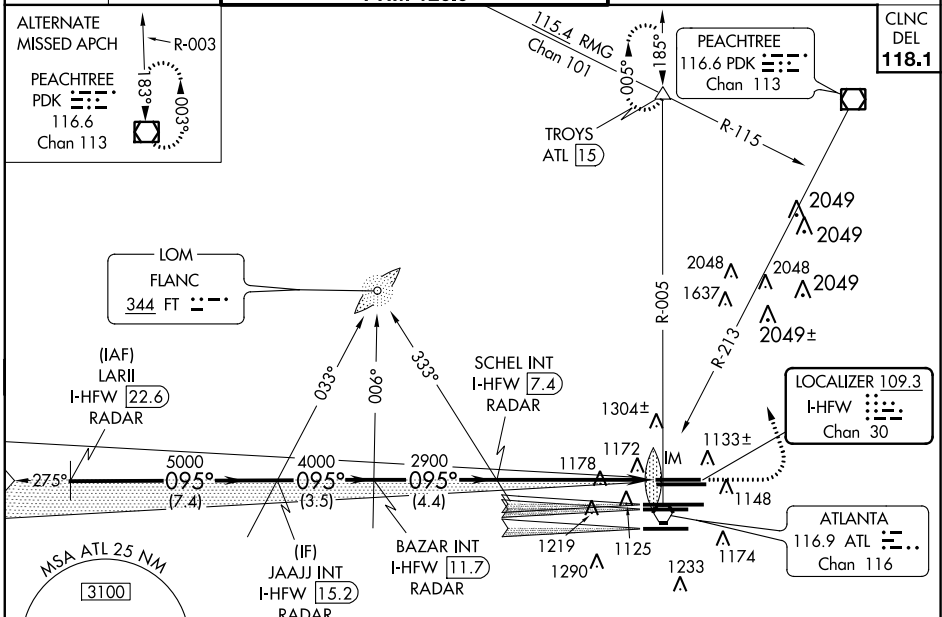 ALTERNATE
MISSED APCH
R-003
PEACHTREE
PDK
116.6
Chan 113
183°
003°
115.4 RMG
Chan 101
005°
185°
PEACHTREE
116.6 PDK
Chan 113
CLNC
DEL
118.1
TROYS
ATL 15
R-115
2049
2049
2048
2048
1637
2049
2049±
R-005
R-213
LOM
FLANC
344 FT
033°
006°
333°
(IAF)
LARII
I-HFW 22.6
RADAR
SCHEL INT
I-HFW 7.4
RADAR
LOCALIZER 109.3
I-HFW
Chan 30
1304±
1172
IM
1133±
1178
275°
5000
095°
(7.4)
4000
095°
(3.5)
2900
095°
(4.4)
1148
1219
1125
1290
1233
1174
ATLANTA
116.9 ATL
Chan 116
(IF)
JAAJJ INT
I-HFW 15.2
RADAR
BAZAR INT
I-HFW 11.7
RADAR
MSA ATL 25 NM
3100